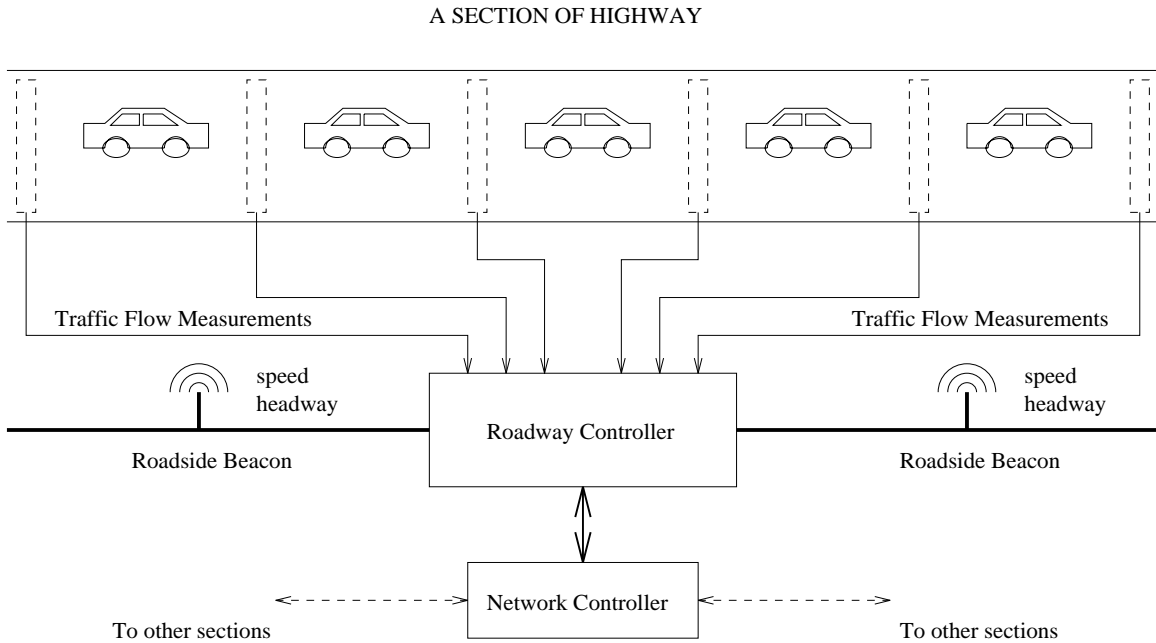 A SECTION OF HIGHWAY
Traffic Flow Measurements
Traffic Flow Measurements
speed
headway
speed
headway
Roadway Controller
Roadside Beacon
Roadside Beacon
Network Controller
To other sections
To other sections